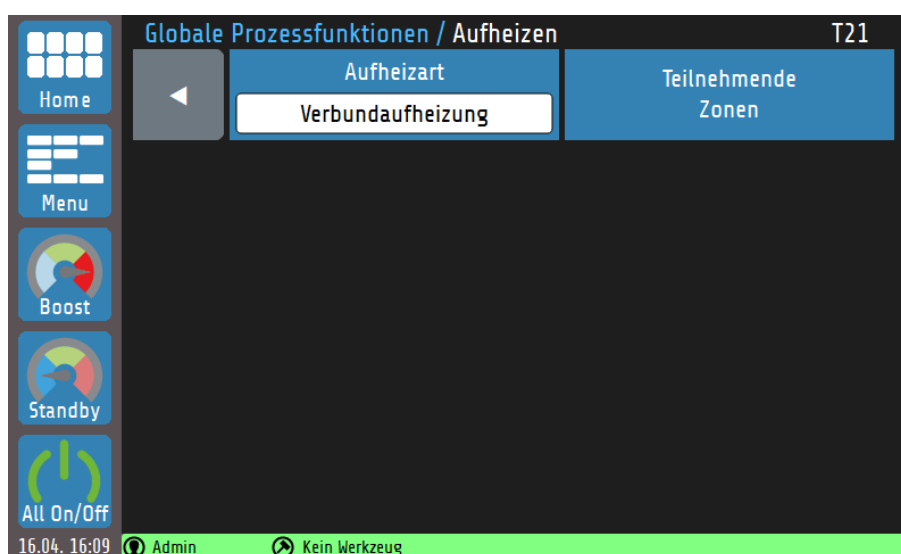 Globale Prozessfunktionen / Aufheizen
T21
Home
Menu
Boost
Standby
All On/Off
Aufheizart
Verbundaufheizung
Teilnehmende
Zonen
16.04. 16:09
Admin
Kein Werkzeug